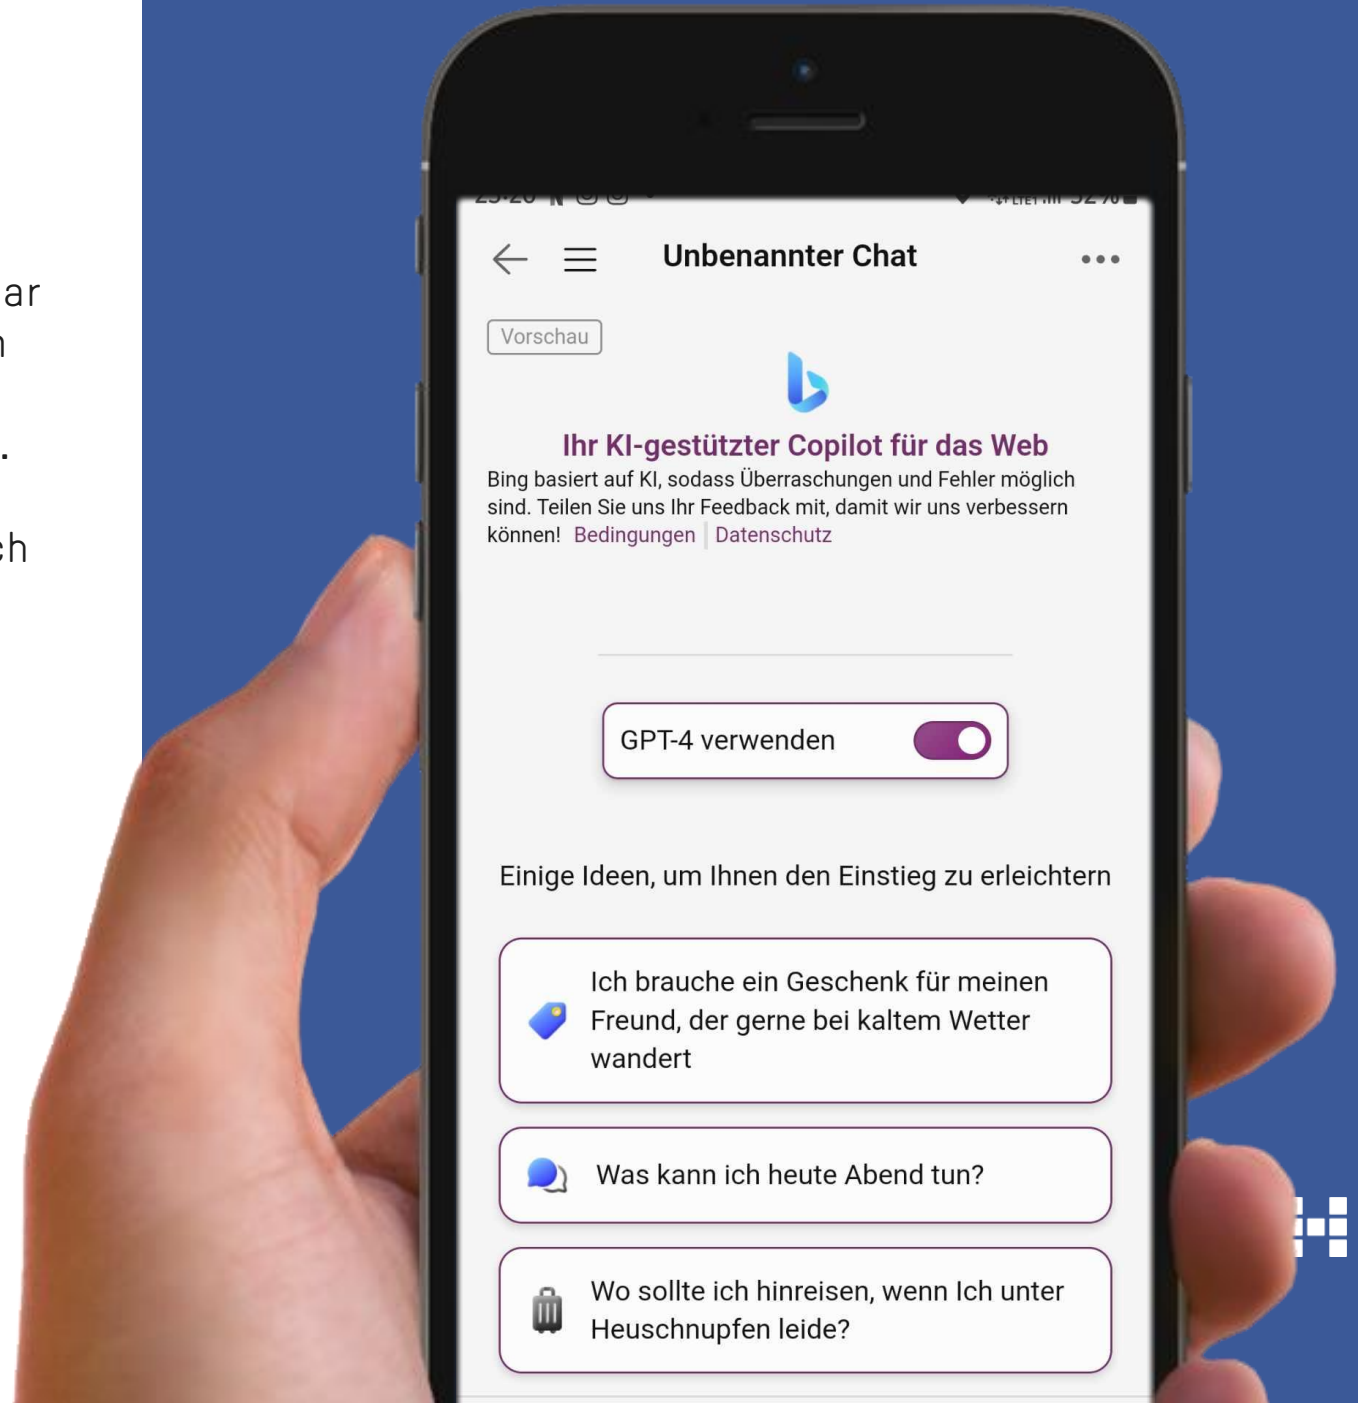 ar
.
ch
Unbenannter Chat
Vorschau
Ihr KI-gestützter Copilot für das Web
Bing basiert auf KI, sodass Überraschungen und Fehler möglich
sind. Teilen Sie uns Ihr Feedback mit, damit wir uns verbessern
können! Bedingungen | Datenschutz
GPT-4 verwenden
Einige Ideen, um Ihnen den Einstieg zu erleichtern
Ich brauche ein Geschenk für meinen
Freund, der gerne bei kaltem Wetter
wandert
Was kann ich heute Abend tun?
Wo sollte ich hinreisen, wenn Ich unter
Heuschnupfen leide?